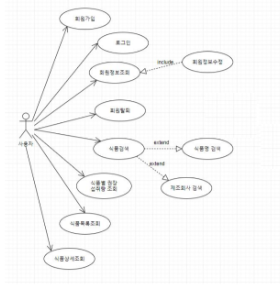 회원가입
로그인
회원정보조회
include
회원정보수정
회원탈퇴
사용자
식품검색
extend
식품명 검색
extend
제조회사 검색
식품별 권장
섭취량 조회
식품목록조회
식품상세조회